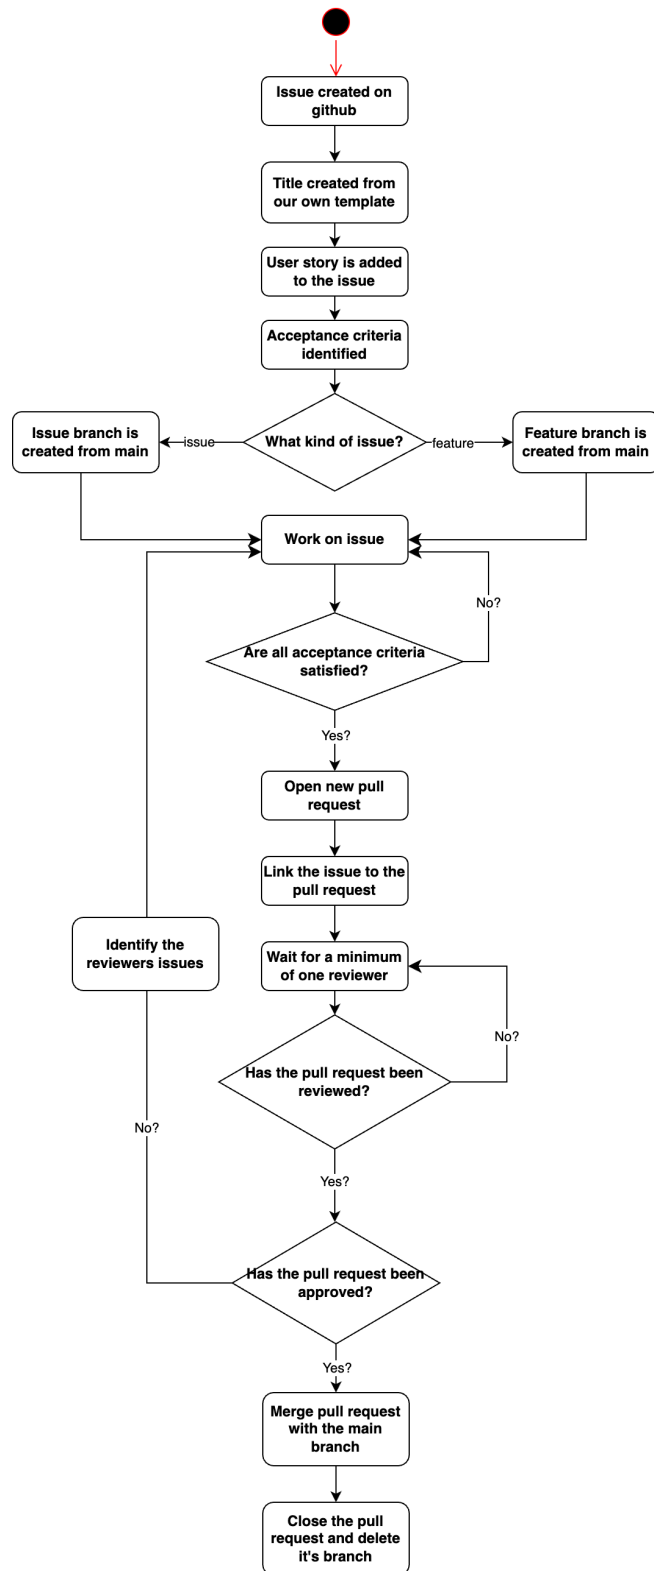 Issue created on
github
Title created from
our own template
User story is added
to the issue
Acceptance criteria
identified
Issue branch is
created from main
issue
What kind of issue?
feature
Feature branch is
created from main
Work on issue
No?
Are all acceptance criteria
satisfied?
Yes?
Open new pull
request
Link the issue to the
pull request
Identify the
reviewers issues
Wait for a minimum
of one reviewer
No?
Has the pull request been
reviewed?
No?
Yes?
Has the pull request been
approved?
Yes?
Merge pull request
with the main
branch
Close the pull
request and delete
it's branch